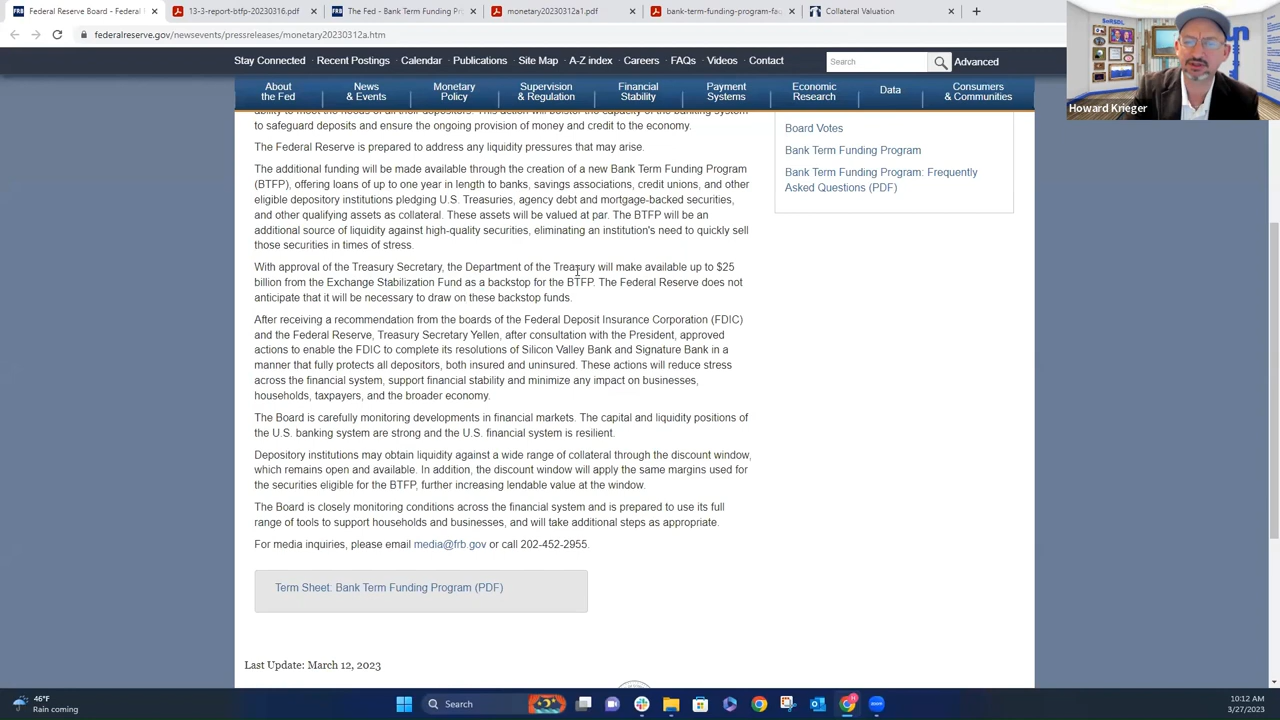 Federal Reserve Board - Federal
13-3-report-btfp-20230316.pdf
The Fed - Bank Term Funding Pr
monetary20230312a1.pdf
bank-term-funding-program-fa
Collateral Valuation
federalreserve.gov/newsevents/pressreleases/monetary20230312a.htm
Stay Connected Recent Postings Calendar Publications Site Map A-Z index Careers FAQs Videos Contact Search Advanced
About
the Fed
News
& Events
Monetary
Policy
Supervision
& Regulation
Financial
Stability
Payment
Systems
Economic
Research
Data
Consumers
& Communities
Howard Krieger
ability to meet the needs of all their depositors. This action will bolster the capacity of the banking system
to safeguard deposits and ensure the ongoing provision of money and credit to the economy.
The Federal Reserve is prepared to address any liquidity pressures that may arise.
The additional funding will be made available through the creation of a new Bank Term Funding Program
(BTFP), offering loans of up to one year in length to banks, savings associations, credit unions, and other
eligible depository institutions pledging U.S. Treasuries, agency debt and mortgage-backed securities,
and other qualifying assets as collateral. These assets will be valued at par. The BTFP will be an
additional source of liquidity against high-quality securities, eliminating an institution's need to quickly sell
those securities in times of stress.
With approval of the Treasury Secretary, the Department of the Treasury will make available up to $25
billion from the Exchange Stabilization Fund as a backstop for the BTFP. The Federal Reserve does not
anticipate that it will be necessary to draw on these backstop funds.
After receiving a recommendation from the boards of the Federal Deposit Insurance Corporation (FDIC)
and the Federal Reserve, Treasury Secretary Yellen, after consultation with the President, approved
actions to enable the FDIC to complete its resolutions of Silicon Valley Bank and Signature Bank in a
manner that fully protects all depositors, both insured and uninsured. These actions will reduce stress
across the financial system, support financial stability and minimize any impact on businesses,
households, taxpayers, and the broader economy.
The Board is carefully monitoring developments in financial markets. The capital and liquidity positions of
the U.S. banking system are strong and the U.S. financial system is resilient.
Depository institutions may obtain liquidity against a wide range of collateral through the discount window,
which remains open and available. In addition, the discount window will apply the same margins used for
the securities eligible for the BTFP, further increasing lendable value at the window.
The Board is closely monitoring conditions across the financial system and is prepared to use its full
range of tools to support households and businesses, and will take additional steps as appropriate.
For media inquiries, please email media@frb.gov or call 202-452-2955.
Term Sheet: Bank Term Funding Program (PDF)
Last Update: March 12, 2023
Board Votes
Bank Term Funding Program
Bank Term Funding Program: Frequently
Asked Questions (PDF)
46°F
Rain coming
Search
10:12 AM
3/27/2023